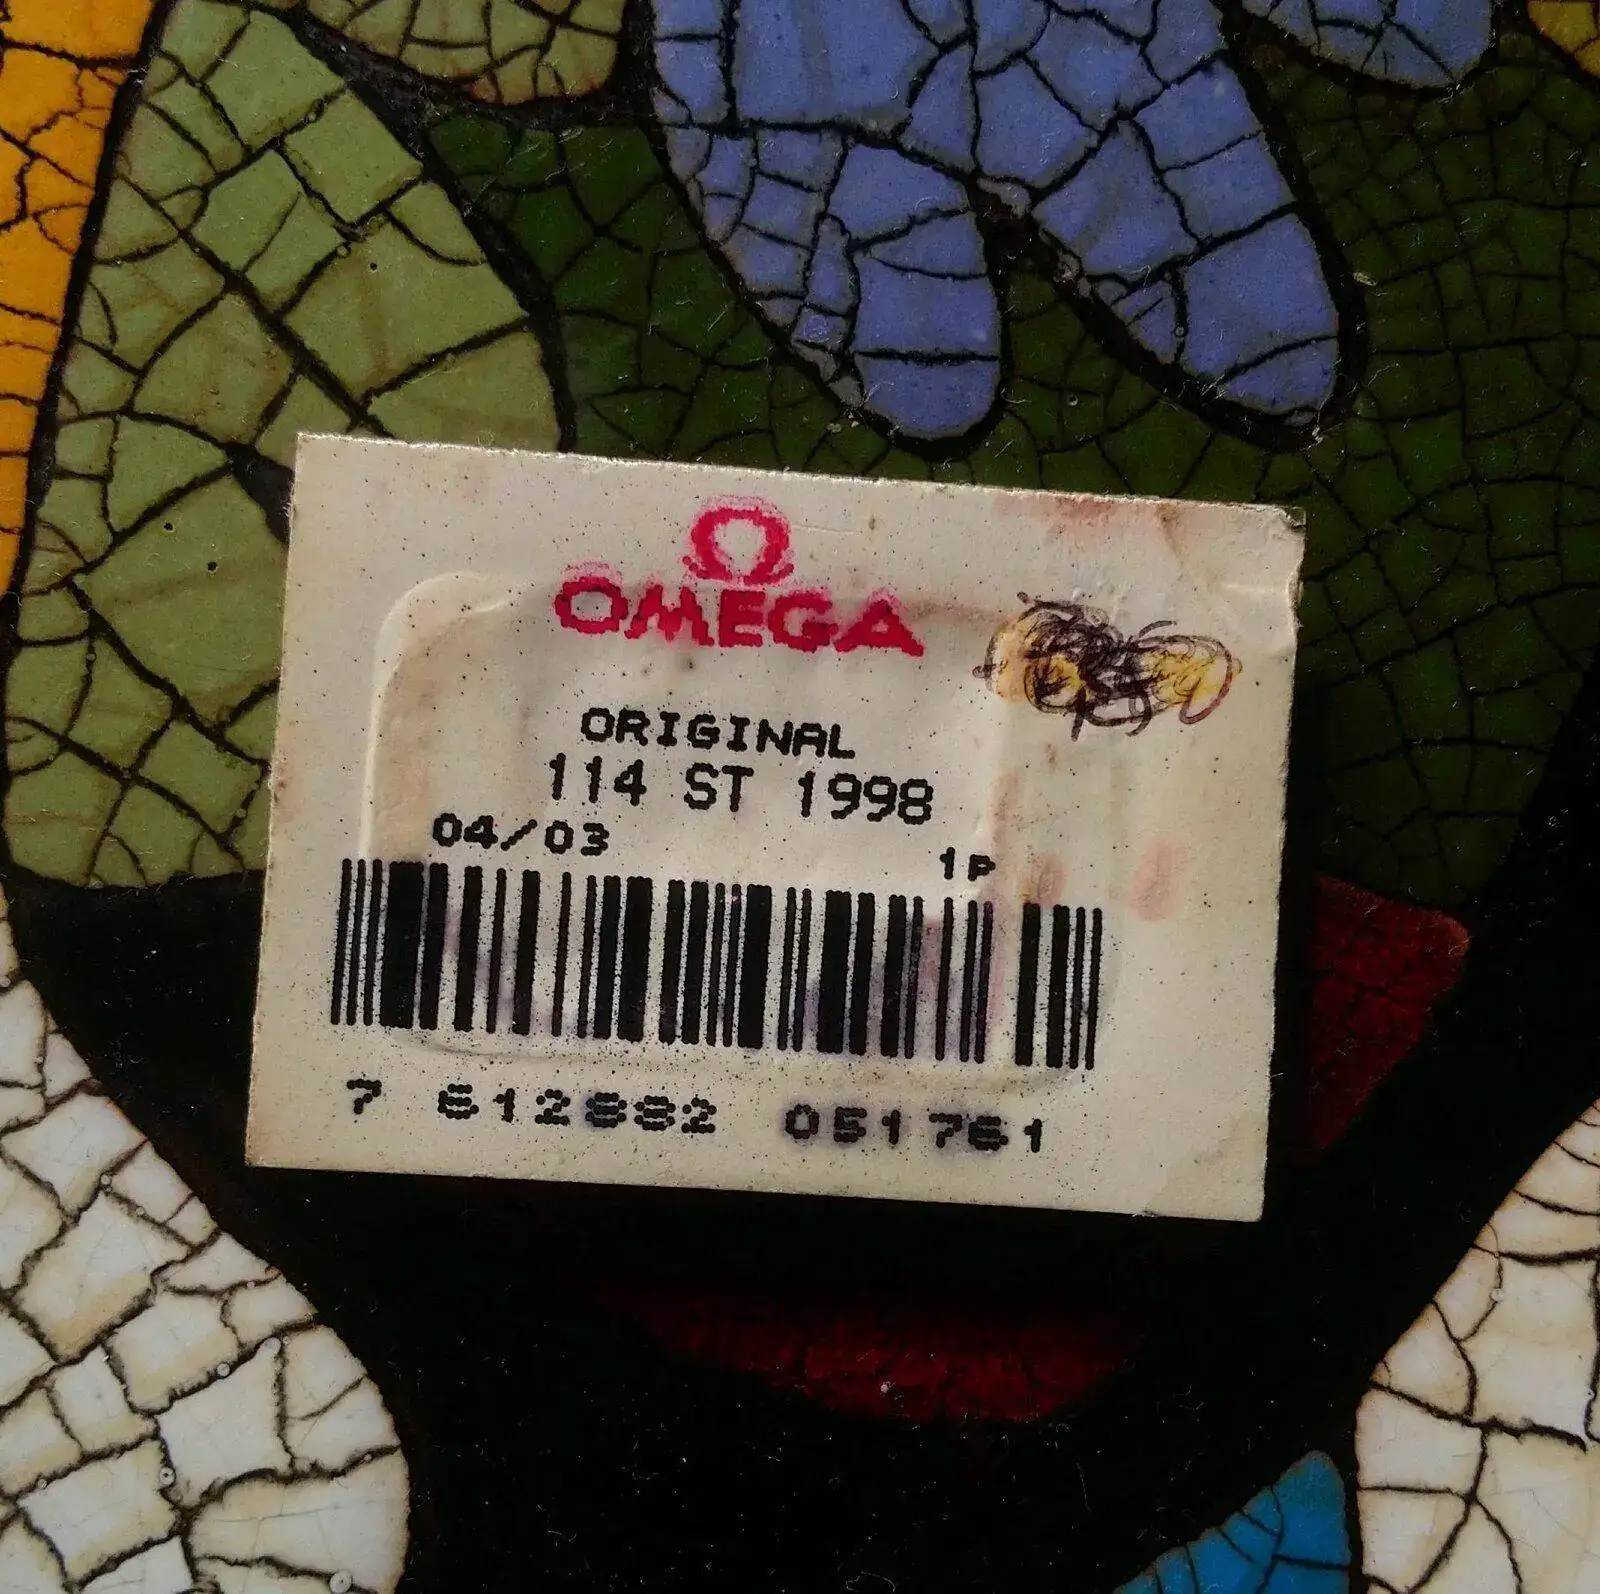 Ω
OMEGA
ORIGINAL
114 ST 1998
04/03 1P
7 612882 051761